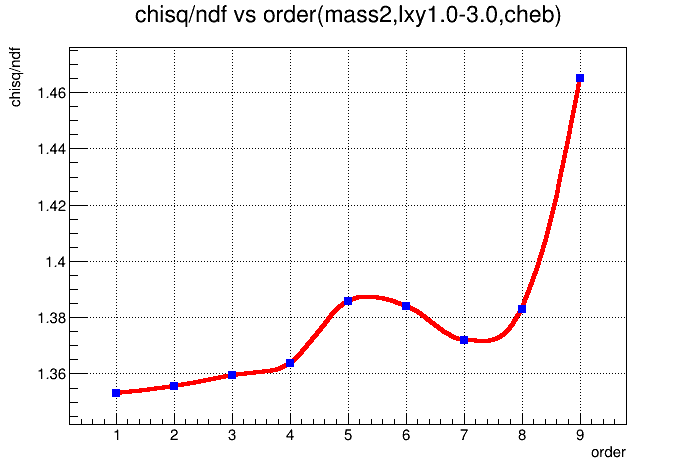 chisq/ndf vs order(mass2,lxy1.0-3.0,cheb)
chisq/ndf
1.46
1.44
1.42
1.4
1.38
1.36
1 2 3 4 5 6 7 8 9
order